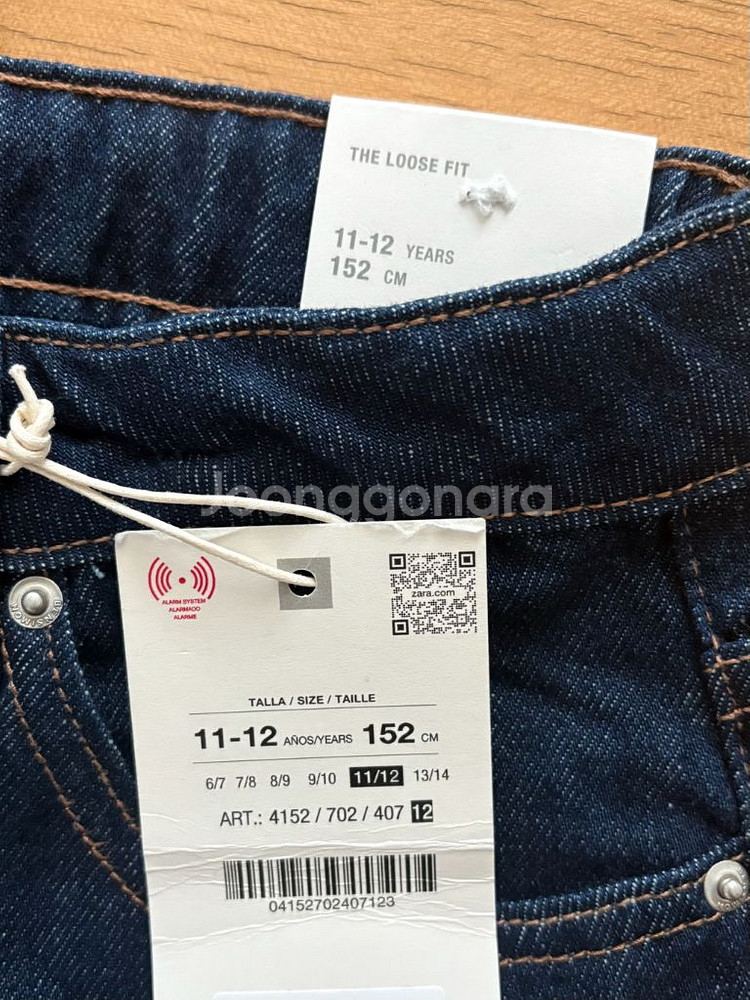 THE LOOSE FIT
11-12 YEARS
152 CM
Joonggonara
ALARM SYSTEM
ALARMADO
ALARME
zara.com
TALLA / SIZE / TAILLE
11-12 AÑOS/YEARS 152 CM
6/7 7/8 8/9 9/10 11/12 13/14
ART.: 4152 / 702 / 407 12
04152702407123